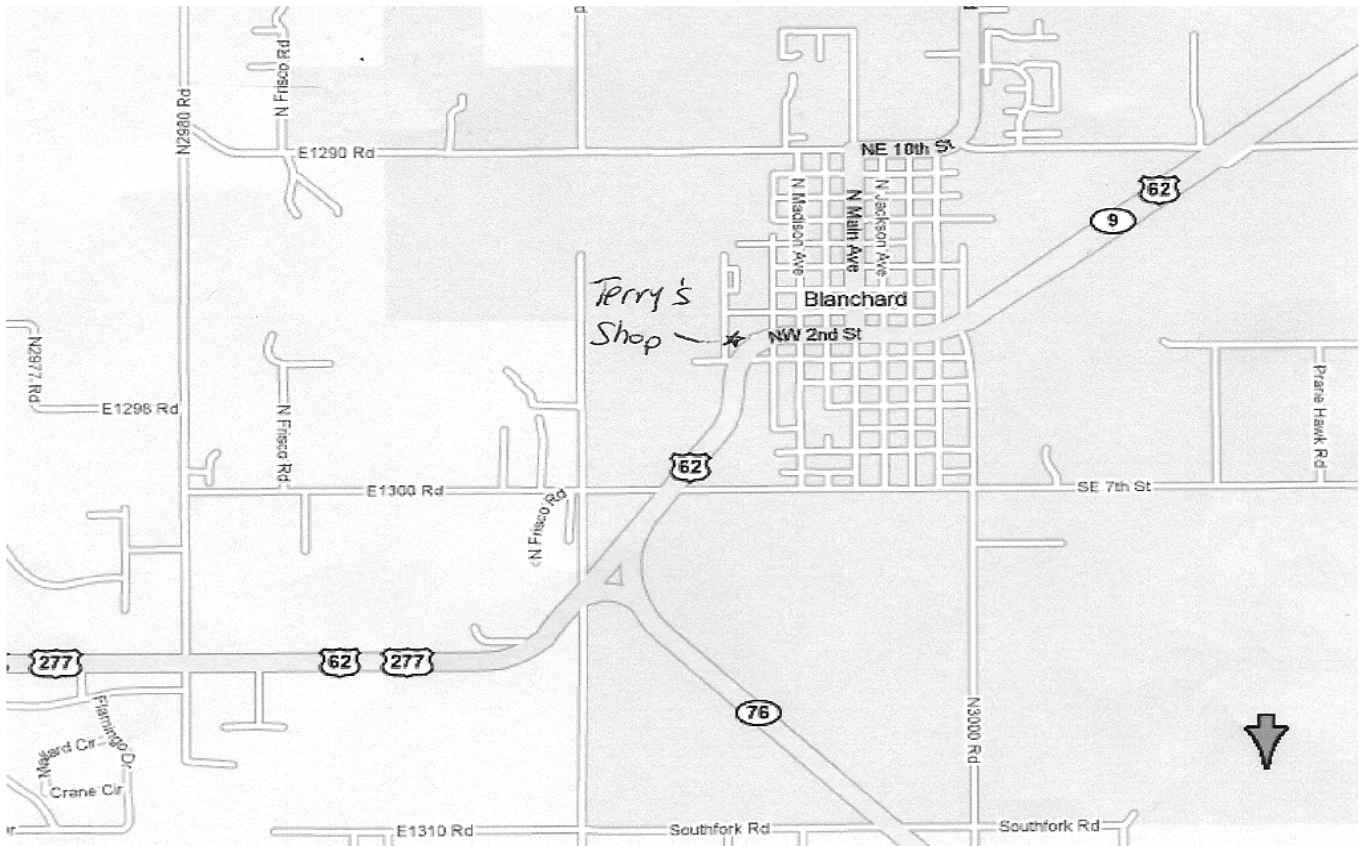 N Frisco Rd
N2980 Rd
E1290 Rd
NE 10th St
62
9
N Madison Ave
N Main Ave
N Jackson Ave
Terry's
Shop
Blanchard
NW 2nd St
N2977 Rd
E1298 Rd
N Frisco Rd
Prarie Hawk Rd
62
E1300 Rd
N Frisco Rd
SE 7th St
277
62
277
76
N3000 Rd
Flamingo Dr
Mallard Cir
Crane Cir
E1310 Rd
Southfork Rd
Southfork Rd